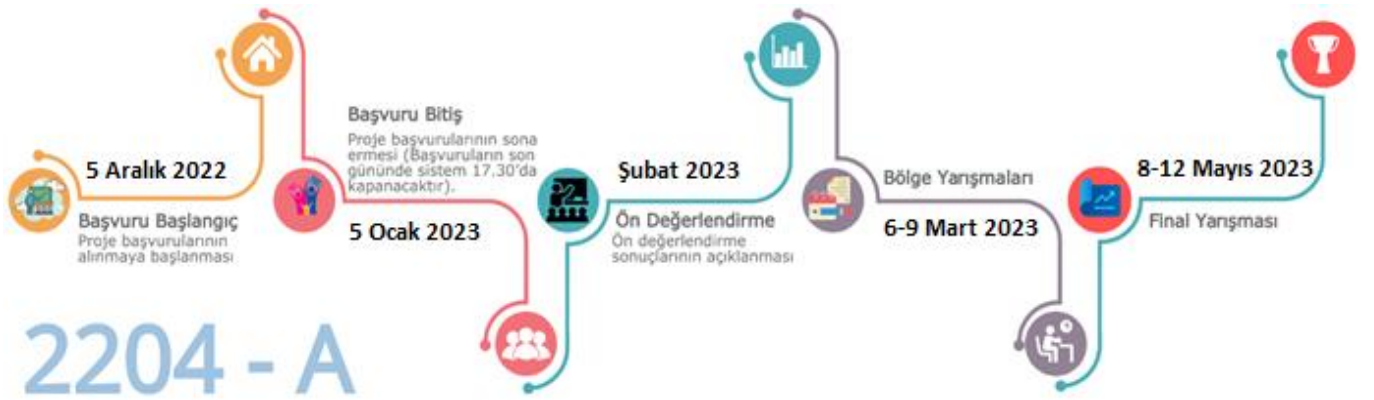 5 Aralık 2022
Başvuru Başlangıç
Proje başvurularının
alınmaya başlanması
Başvuru Bitiş
Proje başvurularının sona
ermesi (Başvuruların son
gününde sistem 17.30'da
kapanacaktır).
5 Ocak 2023
Şubat 2023
Ön Değerlendirme
Ön değerlendirme
sonuçlarının açıklanması
Bölge Yarışmaları
6-9 Mart 2023
8-12 Mayıs 2023
Final Yarışması
2204 - A